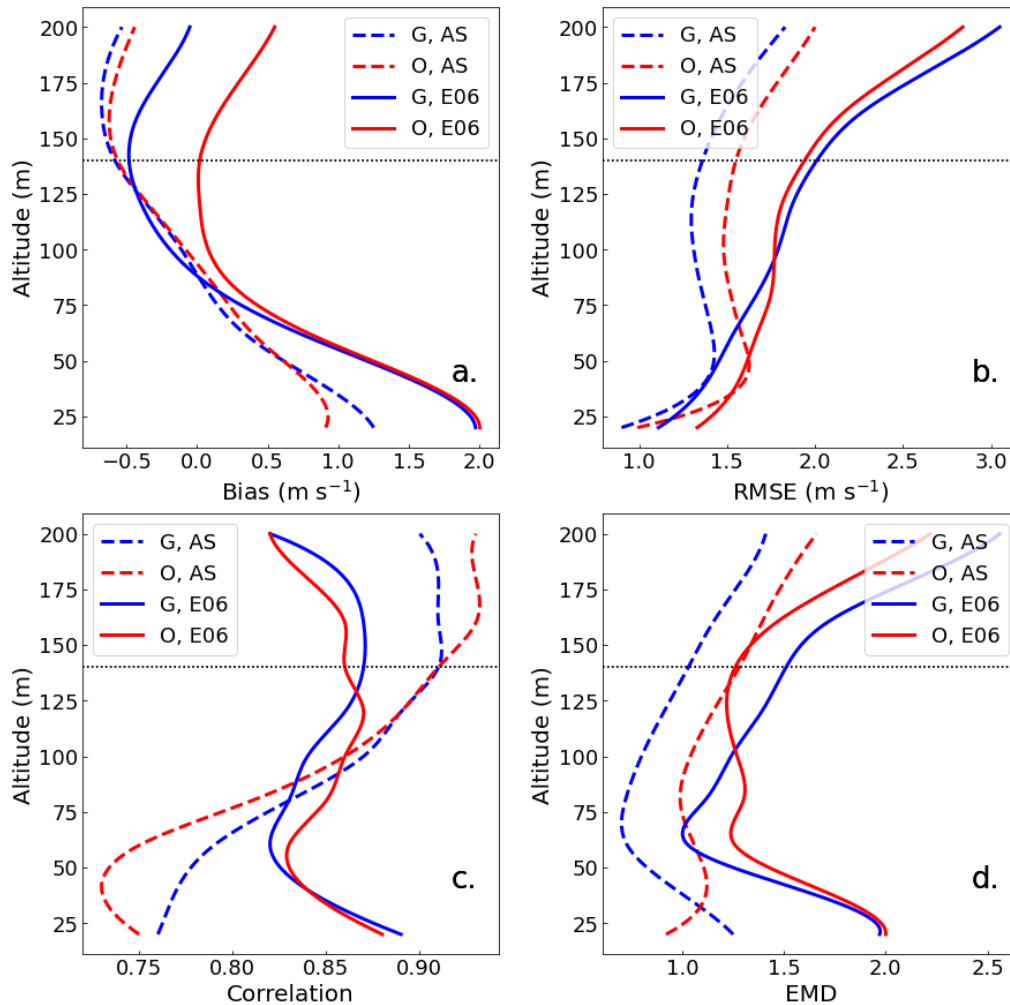 200
175
150
125
100
75
50
25
Altitude (m)
G, AS
O, AS
G, E06
O, E06
a.
−0.5 0.0 0.5 1.0 1.5 2.0
Bias (m s⁻¹)
200
175
150
125
100
75
50
25
Altitude (m)
G, AS
O, AS
G, E06
O, E06
b.
1.0 1.5 2.0 2.5 3.0
RMSE (m s⁻¹)
200
175
150
125
100
75
50
25
Altitude (m)
G, AS
O, AS
G, E06
O, E06
c.
0.75 0.80 0.85 0.90
Correlation
200
175
150
125
100
75
50
25
Altitude (m)
G, AS
O, AS
G, E06
O, E06
d.
1.0 1.5 2.0 2.5
EMD